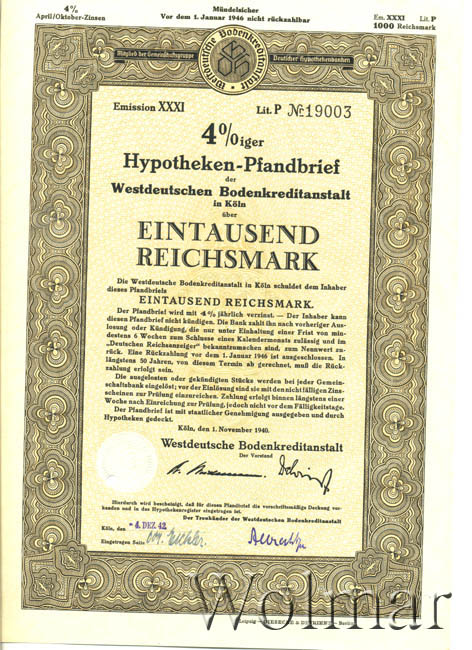 4%
April/Oktober-Zinsen
Mündelsicher
Vor dem 1. Januar 1946 nicht rückzahlbar
Em. XXXI Lit. P
1000 Reichsmark
Westdeutsche Bodenkreditanstalt
Mitglied der Gemeinschaftsgruppe
Deutscher Hypothekenbanken
Emission XXXI Lit. P № 19003
4%iger
Hypotheken-Pfandbrief
der
Westdeutschen Bodenkreditanstalt
in Köln
über
EINTAUSEND
REICHSMARK
Die Westdeutsche Bodenkreditanstalt in Köln schuldet dem Inhaber
dieses Pfandbriefs
EINTAUSEND REICHSMARK.
Der Pfandbrief wird mit 4% jährlich verzinst. — Der Inhaber kann
diesen Pfandbrief nicht kündigen. Die Bank zahlt ihn nach vorheriger Aus-
losung oder Kündigung, die nur unter Einhaltung einer Frist von min-
destens 6 Wochen zum Schlusse eines Kalendermonats zulässig und im
„Deutschen Reichsanzeiger" bekanntzumachen sind, zum Nennwert zu-
rück. Eine Rückzahlung vor dem 1. Januar 1946 ist ausgeschlossen. In
längstens 50 Jahren, von diesem Termin ab gerechnet, muß die Rück-
zahlung erfolgt sein.
Die ausgelosten oder gekündigten Stücke werden bei jeder Gemein-
schaftsbank eingelöst; vor der Einlösung sind sie mit den nicht fälligen Zins-
scheinen zur Prüfung einzureichen. Zahlung erfolgt binnen längstens einer
Woche nach Einreichung zur Prüfung, jedoch nicht vor dem Fälligkeitstage.
Der Pfandbrief ist mit staatlicher Genehmigung ausgegeben und durch
Hypotheken gedeckt.
Köln, den 1. November 1940.
Westdeutsche Bodenkreditanstalt
Der Vorstand
Hierdurch wird bescheinigt, daß für diesen Pfandbrief die vorschriftsmäßige Deckung vor-
handen und in das Hypothekenregister eingetragen ist.
Der Treuhänder der Westdeutschen Bodenkreditanstalt
Köln, den -4. DEZ. 42
Eingetragen Seite
Leipzig - GIESECKE & DEVRIENT - Berlin
Wolmar